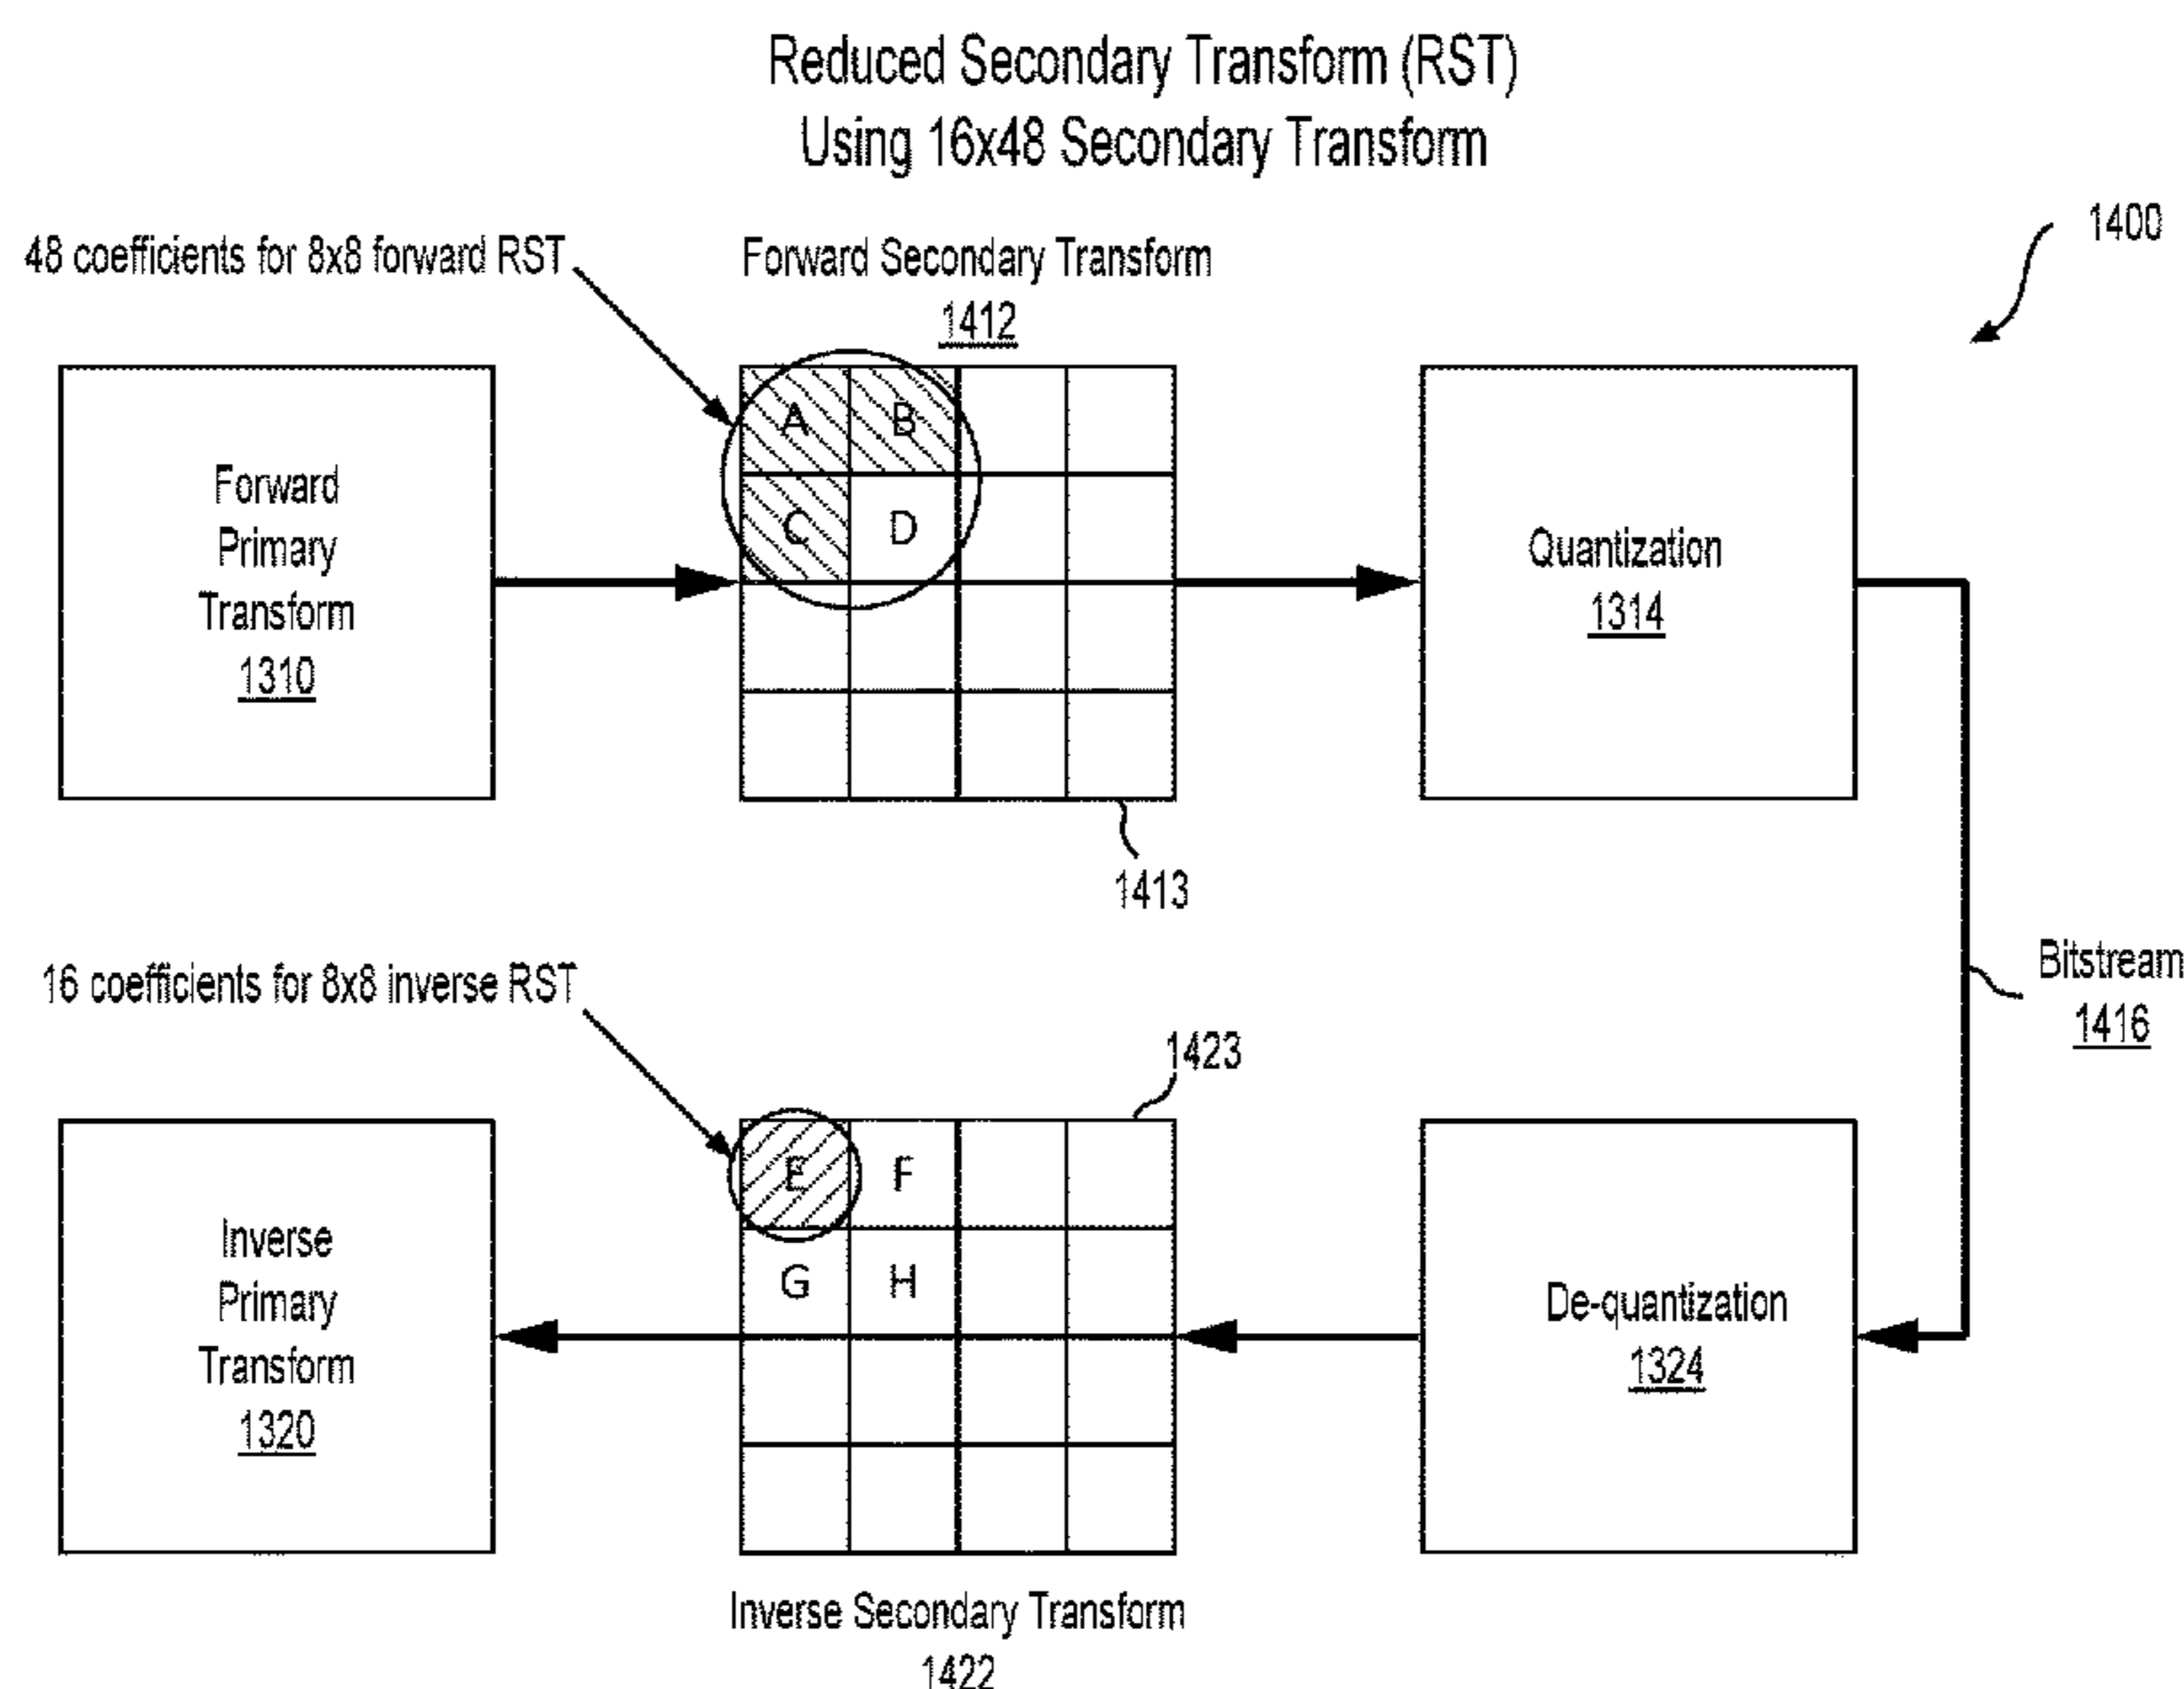 Reduced Secondary Transform (RST)
Using 16x48 Secondary Transform
1400
48 coefficients for 8x8 forward RST
Forward Secondary Transform
1412
A
B
C
D
Forward
Primary
Transform
1310
Quantization
1314
1413
Bitstream
1416
16 coefficients for 8x8 inverse RST
1423
E
F
G
H
Inverse
Primary
Transform
1320
De-quantization
1324
Inverse Secondary Transform
1422